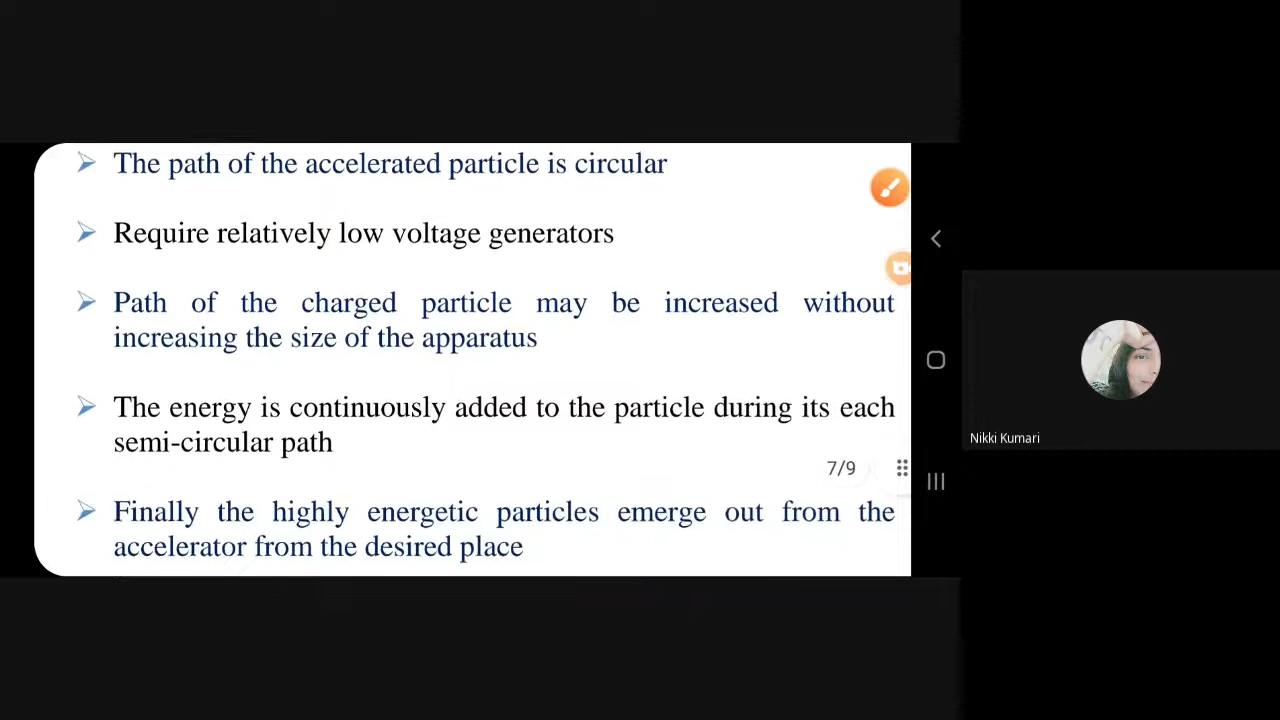 The path of the accelerated particle is circular
Require relatively low voltage generators
Path of the charged particle may be increased without
increasing the size of the apparatus
The energy is continuously added to the particle during its each
semi-circular path
7/9
Finally the highly energetic particles emerge out from the
accelerator from the desired place
Nikki Kumari